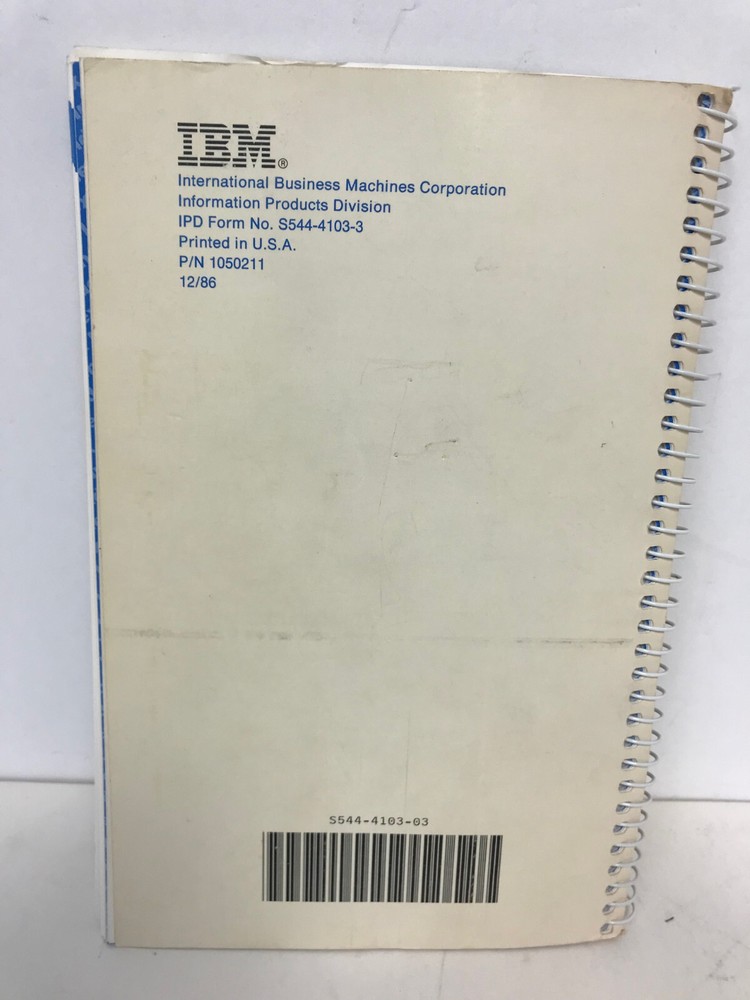 IBM®
International Business Machines Corporation
Information Products Division
IPD Form No. S544-4103-3
Printed in U.S.A.
P/N 1050211
12/86
S544-4103-03